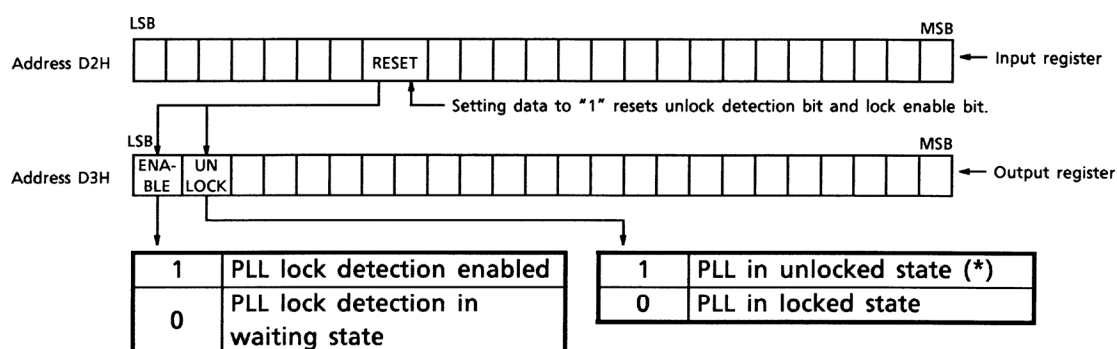 LSB
MSB
Address D2H
RESET
Input register
Setting data to "1" resets unlock detection bit and lock enable bit.
LSB
MSB
Address D3H
ENA-
BLE
UN
LOCK
Output register
1 PLL lock detection enabled
0 PLL lock detection in
waiting state
1 PLL in unlocked state (*)
0 PLL in locked state